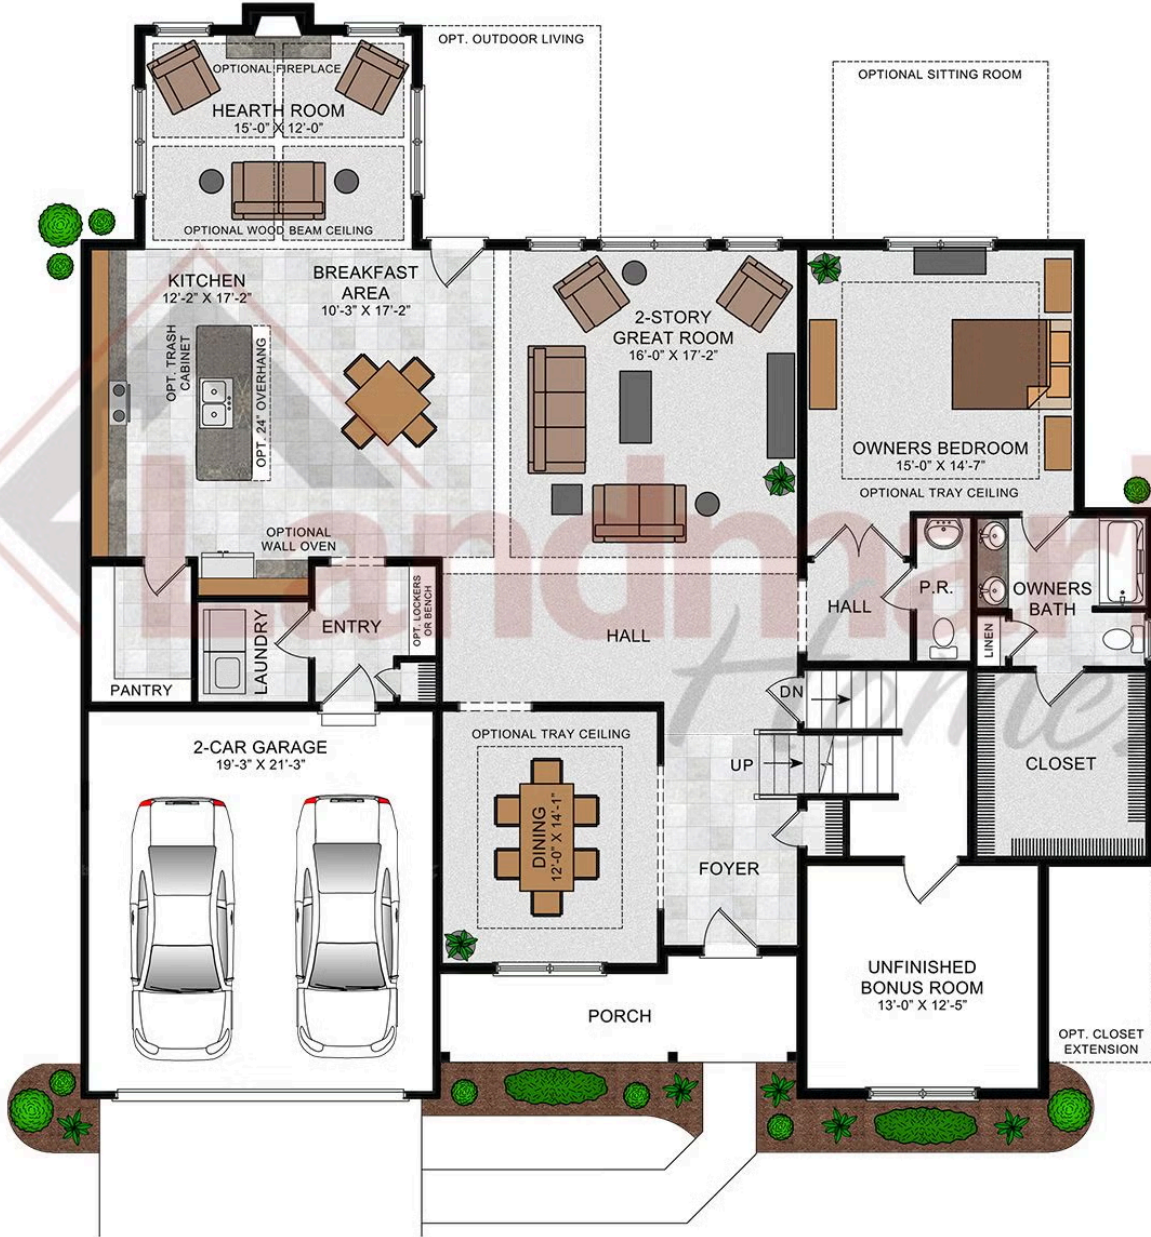 OPT. OUTDOOR LIVING
OPTIONAL SITTING ROOM
OPTIONAL FIREPLACE
HEARTH ROOM
15'-0" X 12'-0"
OPTIONAL WOOD BEAM CEILING
KITCHEN
12'-2" X 17'-2"
BREAKFAST
AREA
10'-3" X 17'-2"
2-STORY
GREAT ROOM
16'-0" X 17'-2"
OPT. TRASH
CABINET
OPT. 24" OVERHANG
OWNERS BEDROOM
15'-0" X 14'-7"
OPTIONAL TRAY CEILING
OPTIONAL
WALL OVEN
Landmark
Homes
PANTRY
LAUNDRY
ENTRY
OPT. LOCKERS
OR BENCH
HALL
HALL
P.R.
OWNERS
BATH
LINEN
DN
UP
CLOSET
2-CAR GARAGE
19'-3" X 21'-3"
OPTIONAL TRAY CEILING
DINING
12'-0" X 14'-1"
FOYER
UNFINISHED
BONUS ROOM
13'-0" X 12'-5"
PORCH
OPT. CLOSET
EXTENSION